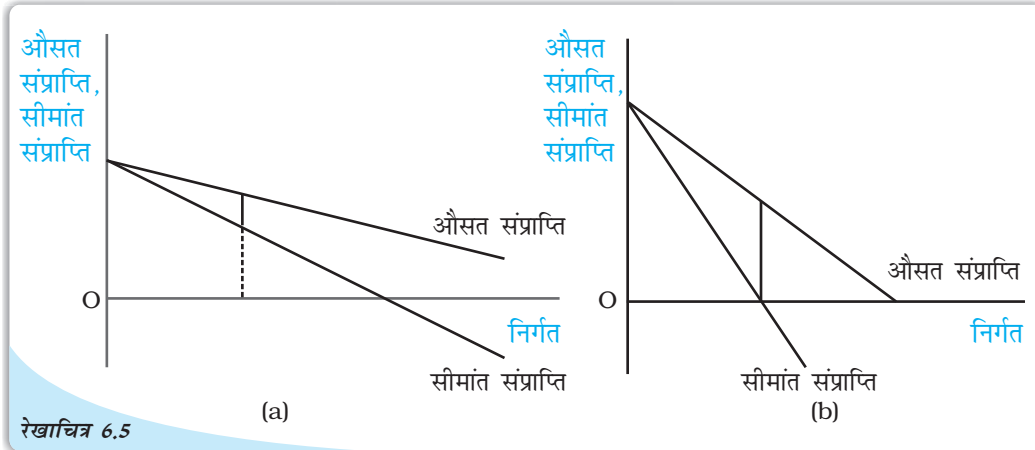 औसत
संप्राप्ति,
सीमांत
संप्राप्ति
औसत संप्राप्ति
O
निर्गत
सीमांत संप्राप्ति
(a)
औसत
संप्राप्ति,
सीमांत
संप्राप्ति
औसत संप्राप्ति
O
निर्गत
सीमांत संप्राप्ति
(b)
रेखाचित्र 6.5